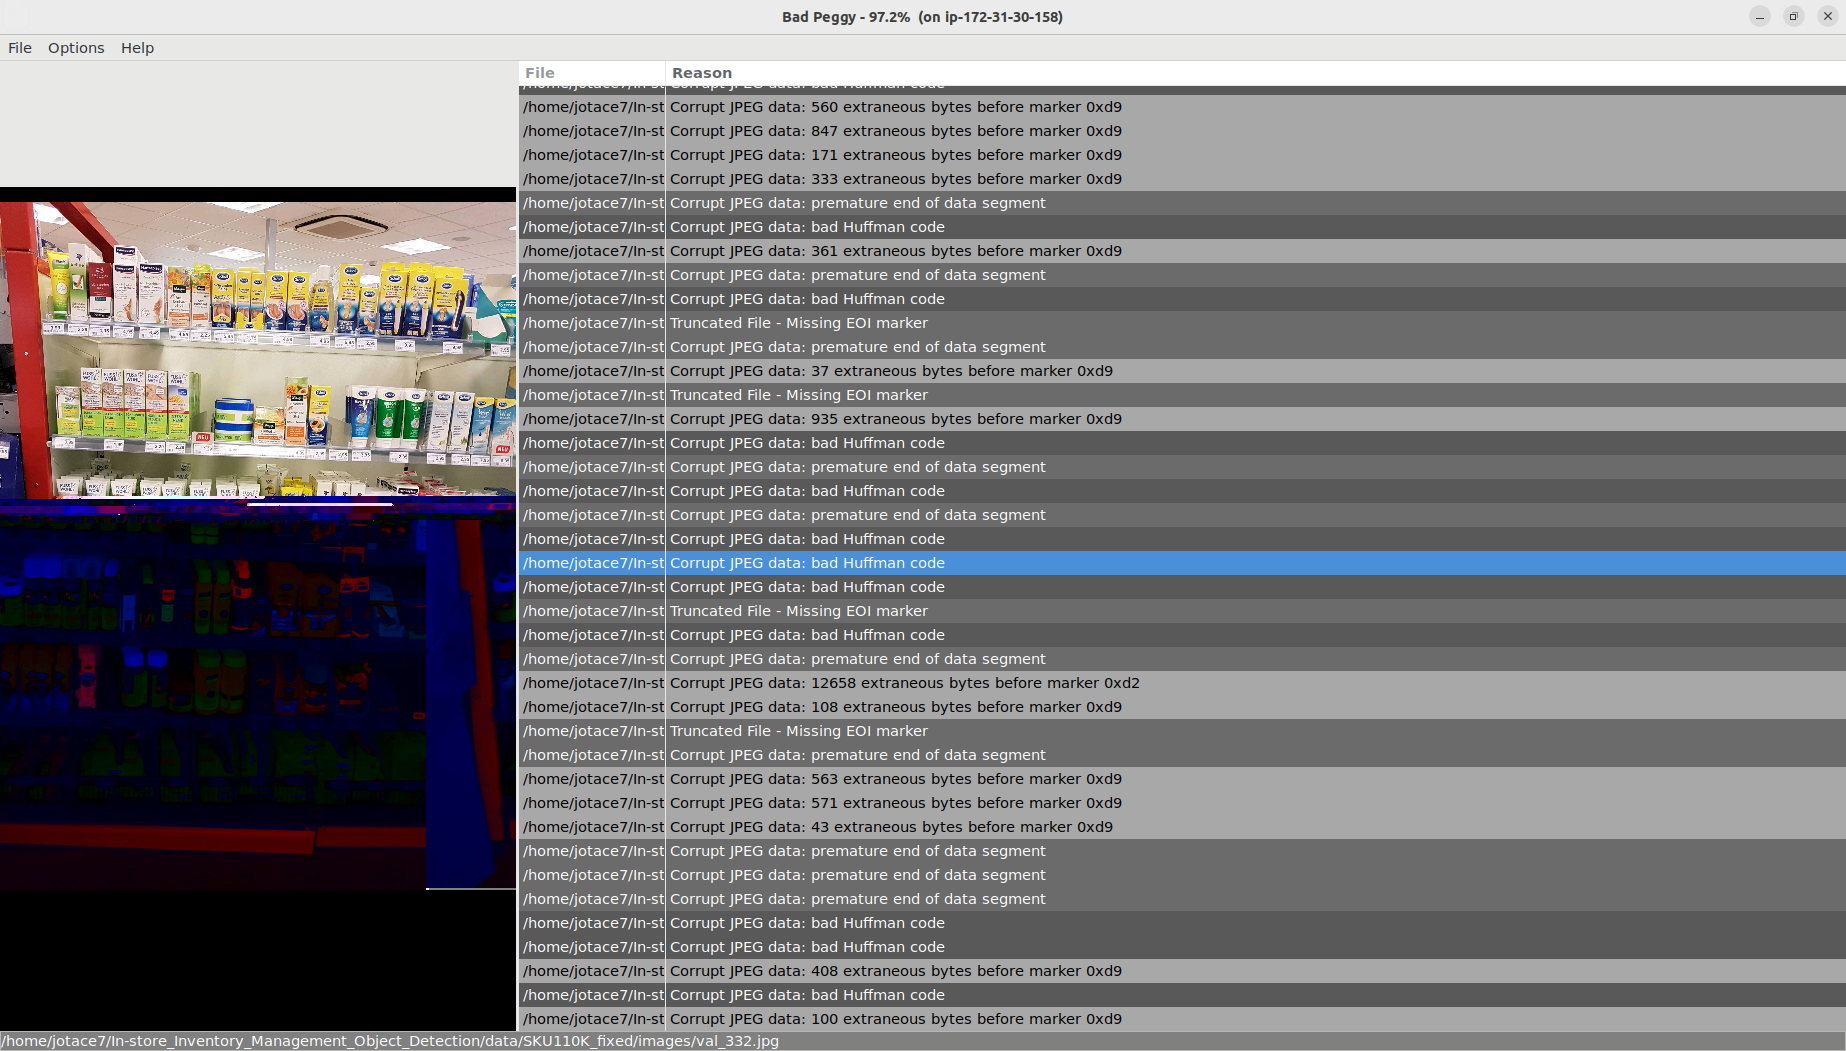 Bad Peggy - 97.2% (on ip-172-31-30-158)
File Options Help
File Reason
/home/jotace7/In-st Corrupt JPEG data: bad Huffman code
/home/jotace7/In-st Corrupt JPEG data: 560 extraneous bytes before marker 0xd9
/home/jotace7/In-st Corrupt JPEG data: 847 extraneous bytes before marker 0xd9
/home/jotace7/In-st Corrupt JPEG data: 171 extraneous bytes before marker 0xd9
/home/jotace7/In-st Corrupt JPEG data: 333 extraneous bytes before marker 0xd9
/home/jotace7/In-st Corrupt JPEG data: premature end of data segment
/home/jotace7/In-st Corrupt JPEG data: bad Huffman code
/home/jotace7/In-st Corrupt JPEG data: 361 extraneous bytes before marker 0xd9
/home/jotace7/In-st Corrupt JPEG data: premature end of data segment
/home/jotace7/In-st Corrupt JPEG data: bad Huffman code
/home/jotace7/In-st Truncated File - Missing EOI marker
/home/jotace7/In-st Corrupt JPEG data: premature end of data segment
/home/jotace7/In-st Corrupt JPEG data: 37 extraneous bytes before marker 0xd9
/home/jotace7/In-st Truncated File - Missing EOI marker
/home/jotace7/In-st Corrupt JPEG data: 935 extraneous bytes before marker 0xd9
/home/jotace7/In-st Corrupt JPEG data: bad Huffman code
/home/jotace7/In-st Corrupt JPEG data: premature end of data segment
/home/jotace7/In-st Corrupt JPEG data: bad Huffman code
/home/jotace7/In-st Corrupt JPEG data: premature end of data segment
/home/jotace7/In-st Corrupt JPEG data: bad Huffman code
/home/jotace7/In-st Corrupt JPEG data: bad Huffman code
/home/jotace7/In-st Corrupt JPEG data: bad Huffman code
/home/jotace7/In-st Truncated File - Missing EOI marker
/home/jotace7/In-st Corrupt JPEG data: bad Huffman code
/home/jotace7/In-st Corrupt JPEG data: premature end of data segment
/home/jotace7/In-st Corrupt JPEG data: 12658 extraneous bytes before marker 0xd2
/home/jotace7/In-st Corrupt JPEG data: 108 extraneous bytes before marker 0xd9
/home/jotace7/In-st Truncated File - Missing EOI marker
/home/jotace7/In-st Corrupt JPEG data: premature end of data segment
/home/jotace7/In-st Corrupt JPEG data: 563 extraneous bytes before marker 0xd9
/home/jotace7/In-st Corrupt JPEG data: 571 extraneous bytes before marker 0xd9
/home/jotace7/In-st Corrupt JPEG data: 43 extraneous bytes before marker 0xd9
/home/jotace7/In-st Corrupt JPEG data: premature end of data segment
/home/jotace7/In-st Corrupt JPEG data: premature end of data segment
/home/jotace7/In-st Corrupt JPEG data: premature end of data segment
/home/jotace7/In-st Corrupt JPEG data: bad Huffman code
/home/jotace7/In-st Corrupt JPEG data: bad Huffman code
/home/jotace7/In-st Corrupt JPEG data: 408 extraneous bytes before marker 0xd9
/home/jotace7/In-st Corrupt JPEG data: bad Huffman code
/home/jotace7/In-st Corrupt JPEG data: 100 extraneous bytes before marker 0xd9
NEU
NEU
/home/jotace7/In-store_Inventory_Management_Object_Detection/data/SKU110K_fixed/images/val_332.jpg